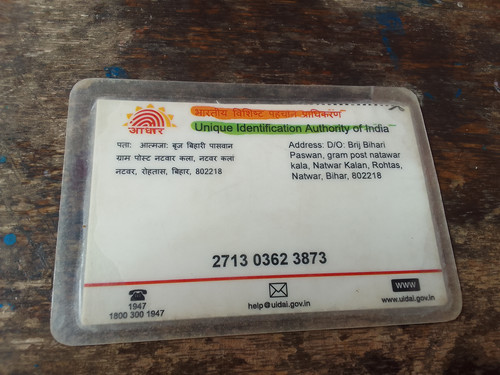 भारतीय विशिष्ट पहचान प्राधिकरण
Unique Identification Authority of India
आधार
पता: आत्मजा: बृज बिहारी पासवान
ग्राम पोस्ट नटवार कला, नटवर कलां
नटवर, रोहतास, बिहार, 802218
Address: D/O: Brij Bihari
Paswan, gram post natawar
kala, Natwar Kalan, Rohtas,
Natwar, Bihar, 802218
2713 0362 3873
1947
1800 300 1947
help@uidai.gov.in
www
www.uidai.gov.in